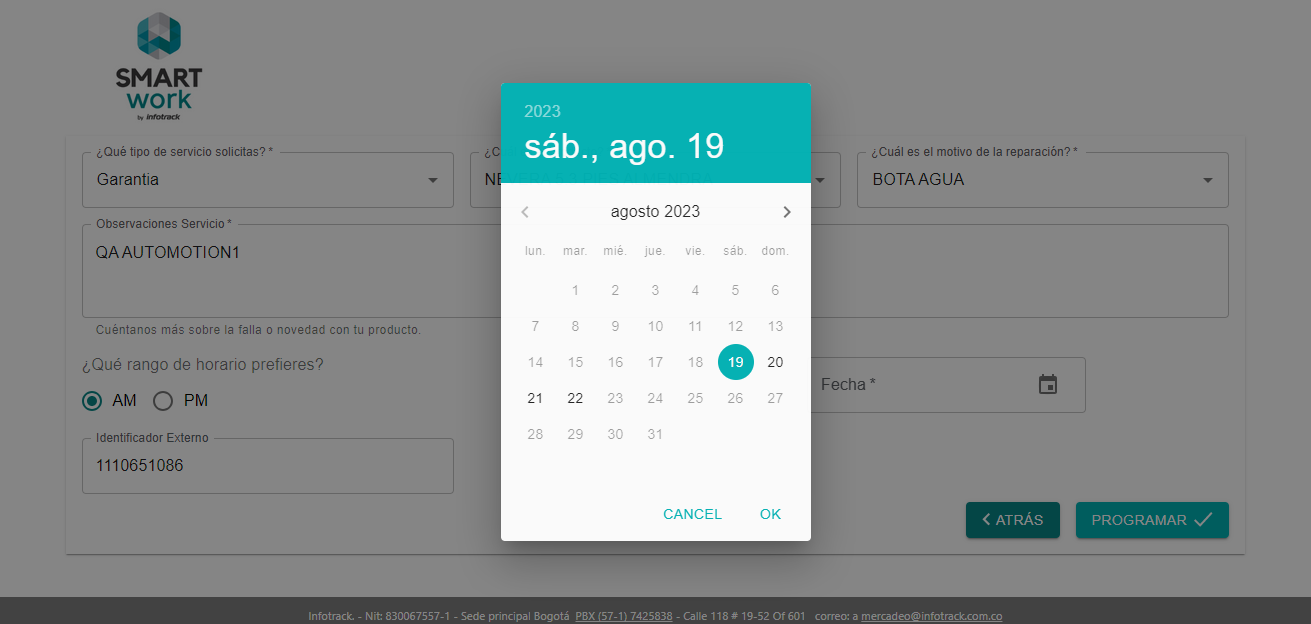 SMART
work
by infotrack
2023
sáb., ago. 19
¿Qué tipo de servicio solicitas? *
Garantia
¿Cuál es el motivo de la reparación? *
BOTA AGUA
agosto 2023
lun. mar. mié. jue. vie. sáb. dom.
1 2 3 4 5 6
7 8 9 10 11 12 13
14 15 16 17 18 19 20
21 22 23 24 25 26 27
28 29 30 31
CANCEL OK
Observaciones Servicio *
QA AUTOMOTION1
Cuéntanos más sobre la falla o novedad con tu producto.
¿Qué rango de horario prefieres?
AM PM
Fecha *
Identificador Externo
1110651086
ATRÁS PROGRAMAR
Infotrack. - Nit: 830067557-1 - Sede principal Bogotá PBX (57-1) 7425838 - Calle 118 # 19-52 Of 601 correo: a mercadeo@infotrack.com.co